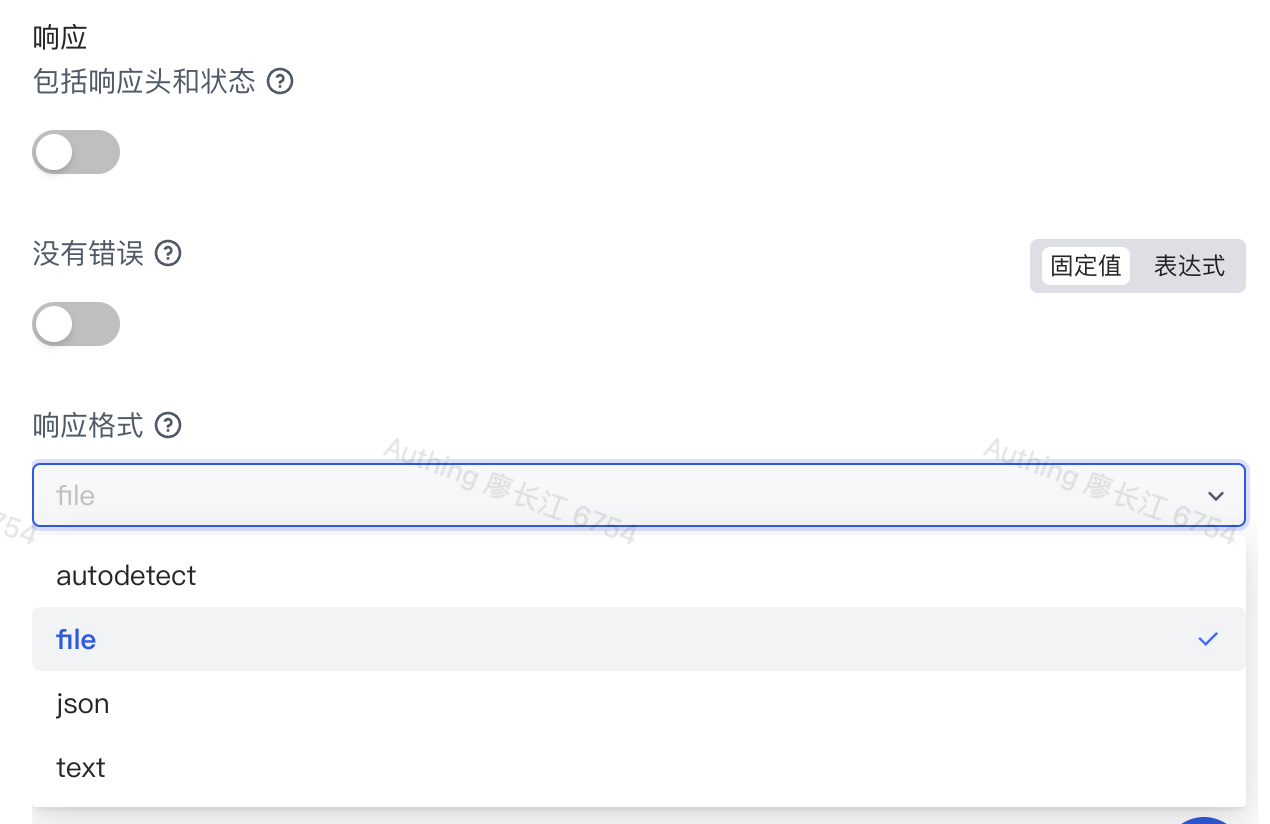 响应
包括响应头和状态
没有错误
固定值 表达式
响应格式
file
autodetect
file
json
text
Authing 廖长江 6754
Authing 廖长江 6754
754